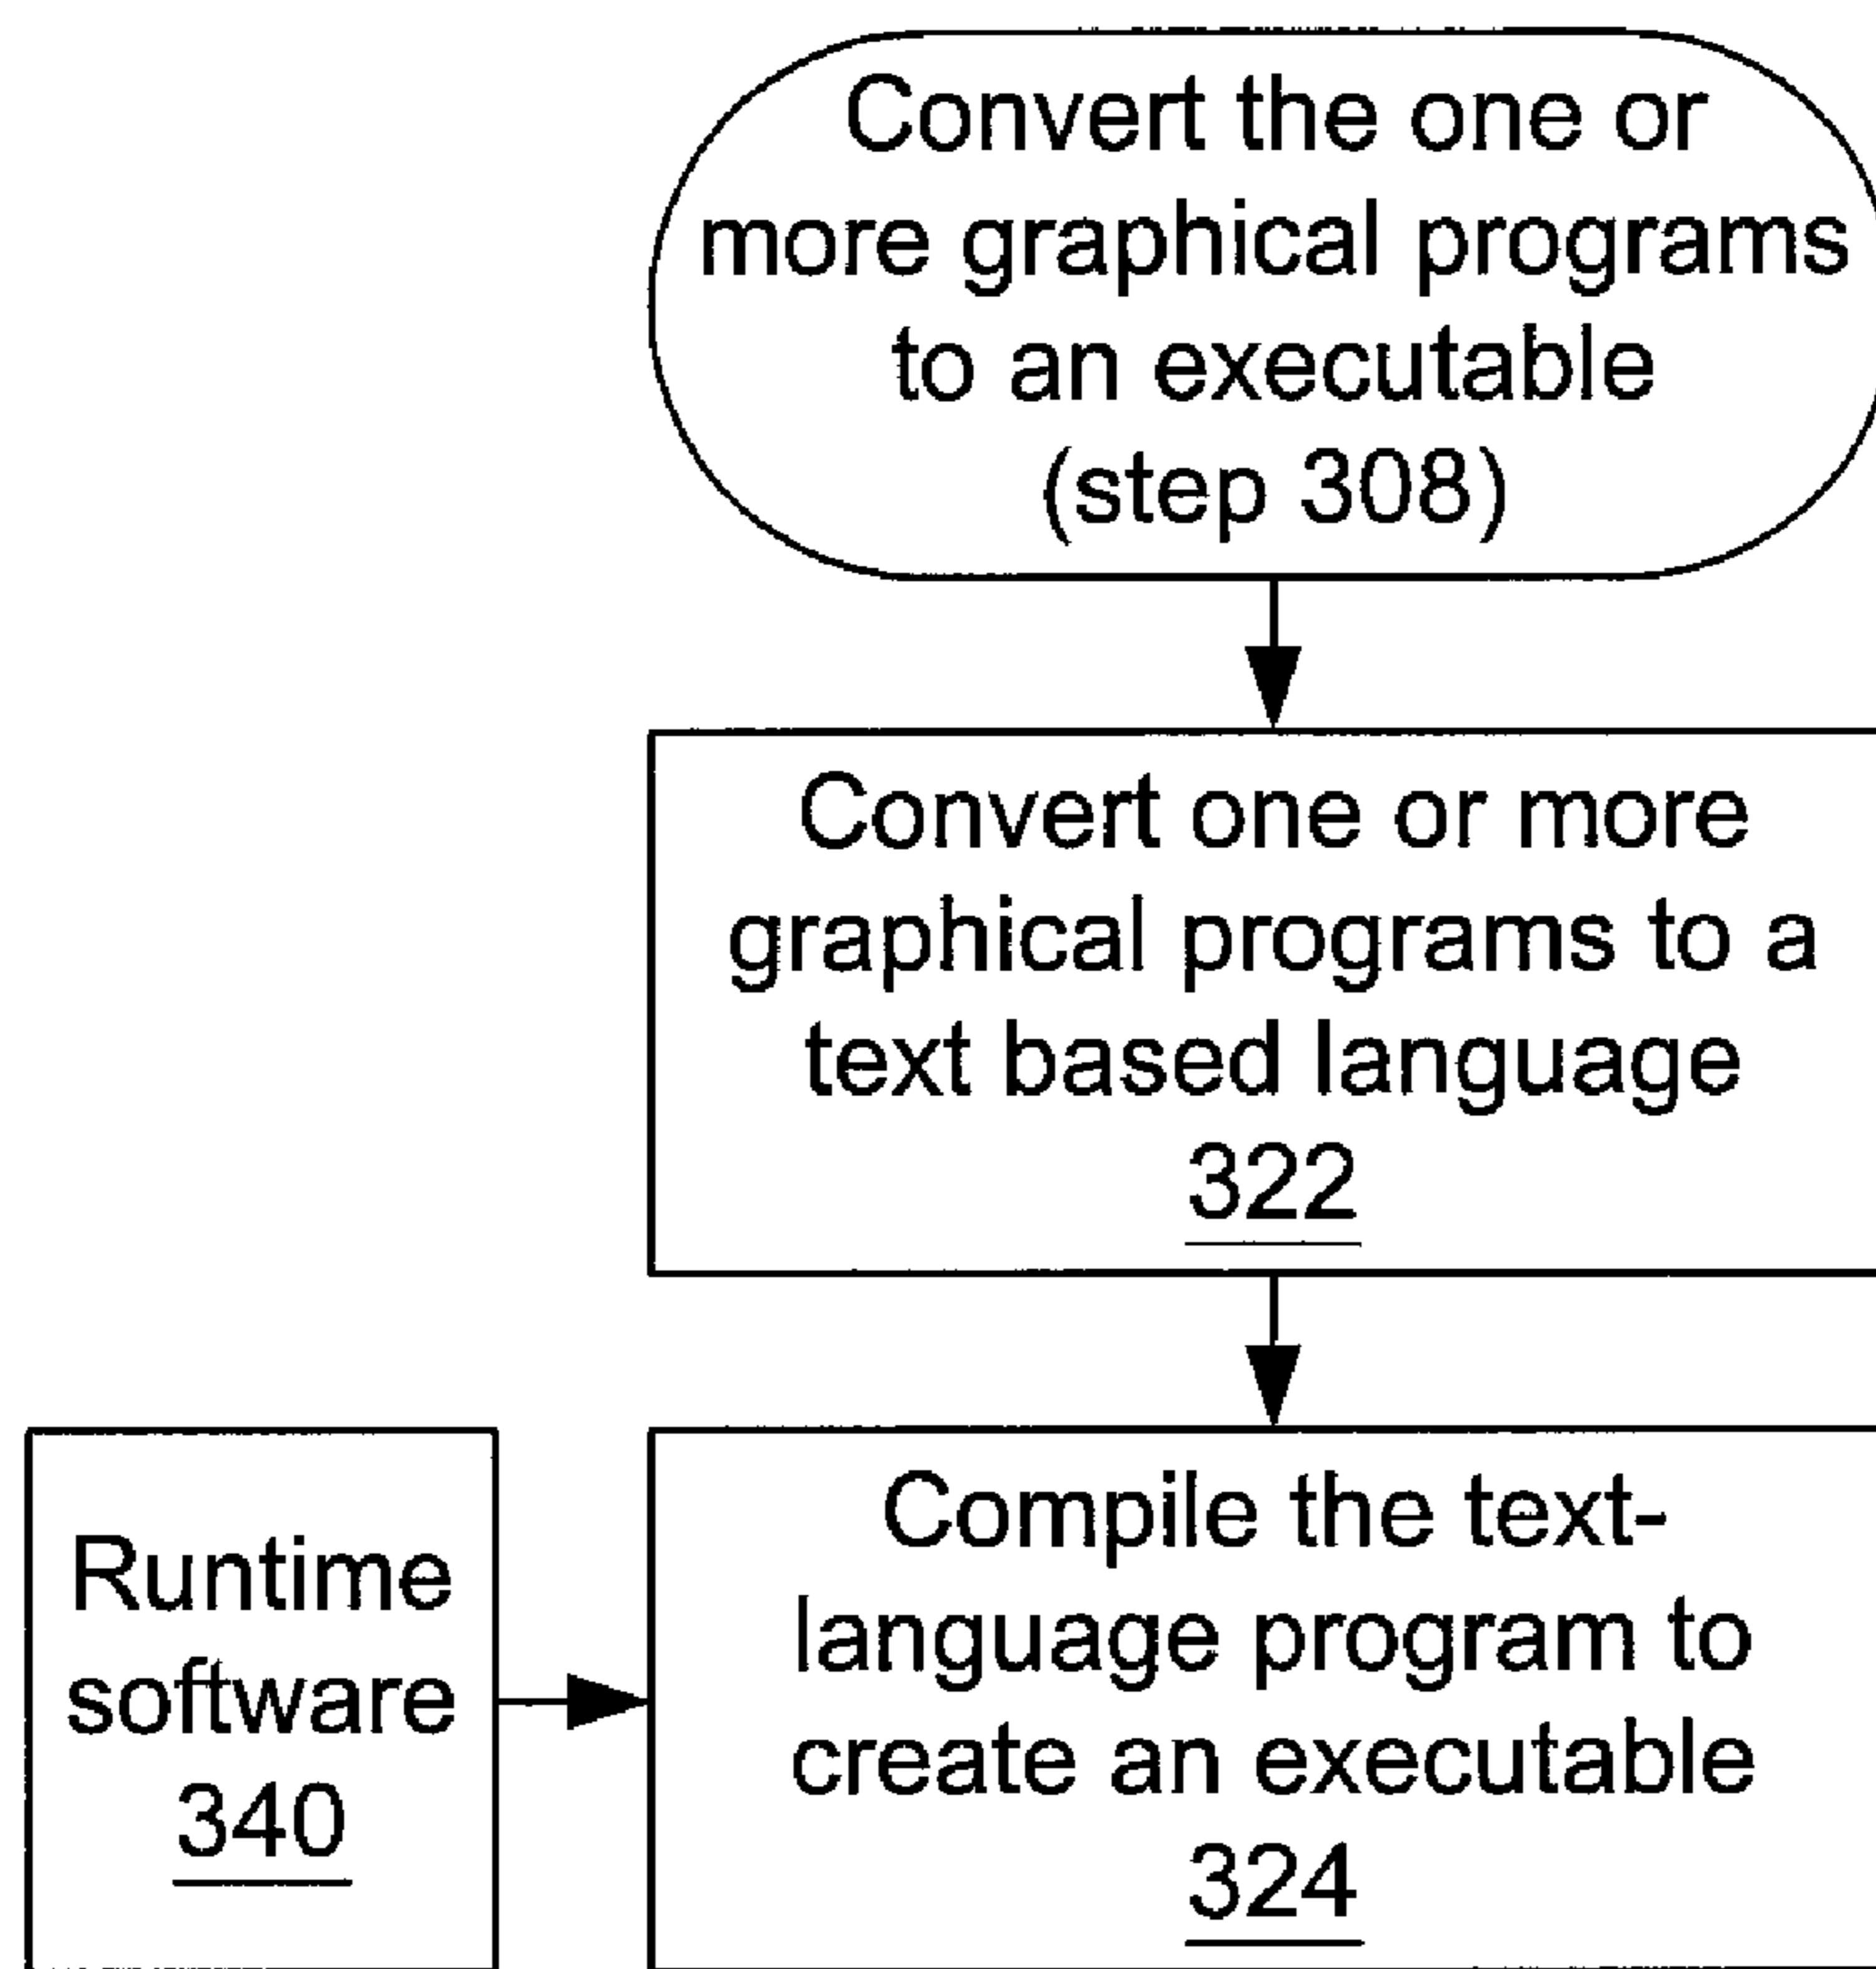 Convert the one or
more graphical programs
to an executable
(step 308)
Convert one or more
graphical programs to a
text based language
322
Runtime
software
340
Compile the text-
language program to
create an executable
324